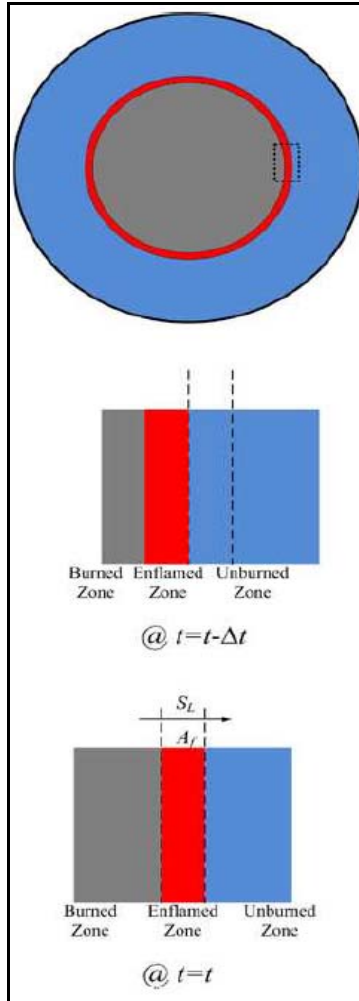 Burned Enflamed Unburned
Zone Zone Zone
@ t=t-Δt
S_L
A_f
Burned Enflamed Unburned
Zone Zone Zone
@ t=t